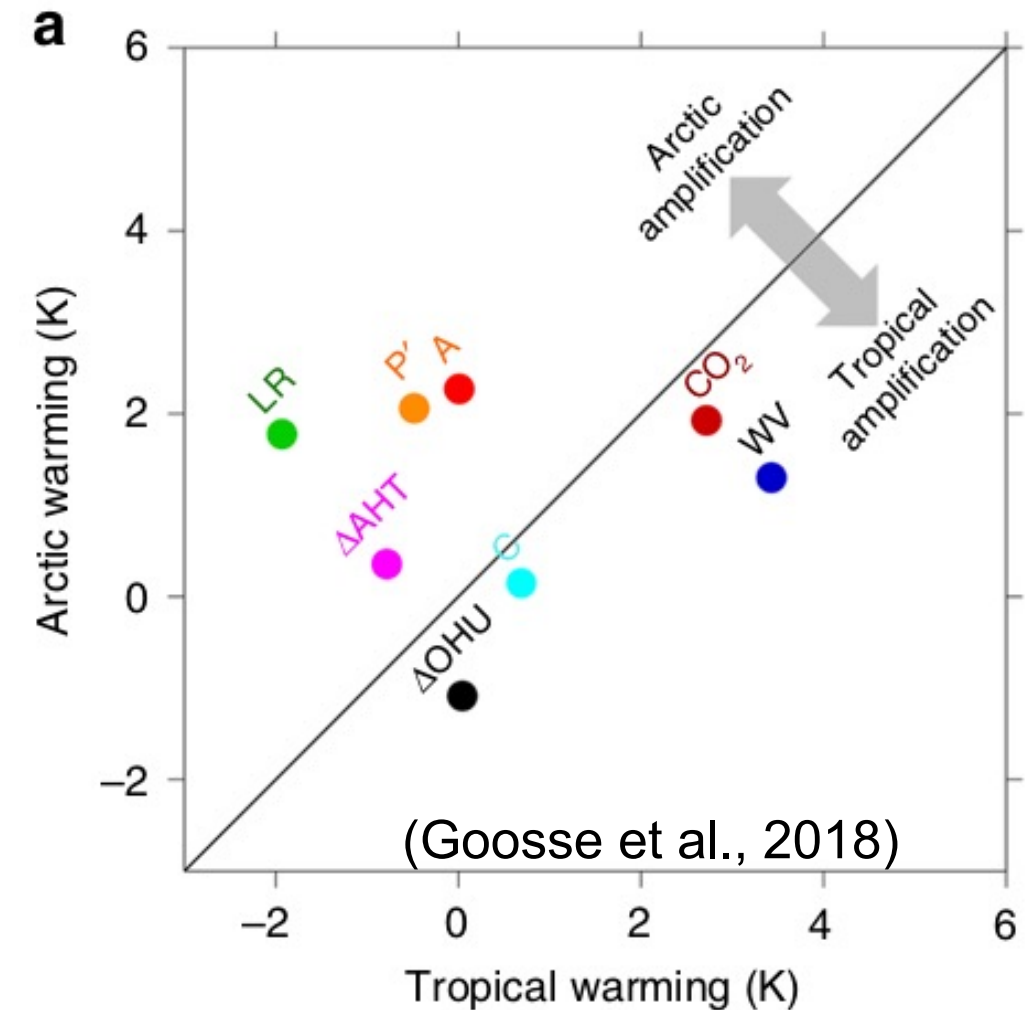 a
6
4
2
0
−2
Arctic warming (K)
Arctic
amplification
Tropical
amplification
LR
P′
A
CO₂
WV
ΔAHT
C
ΔOHU
(Goosse et al., 2018)
−2
0
2
4
6
Tropical warming (K)